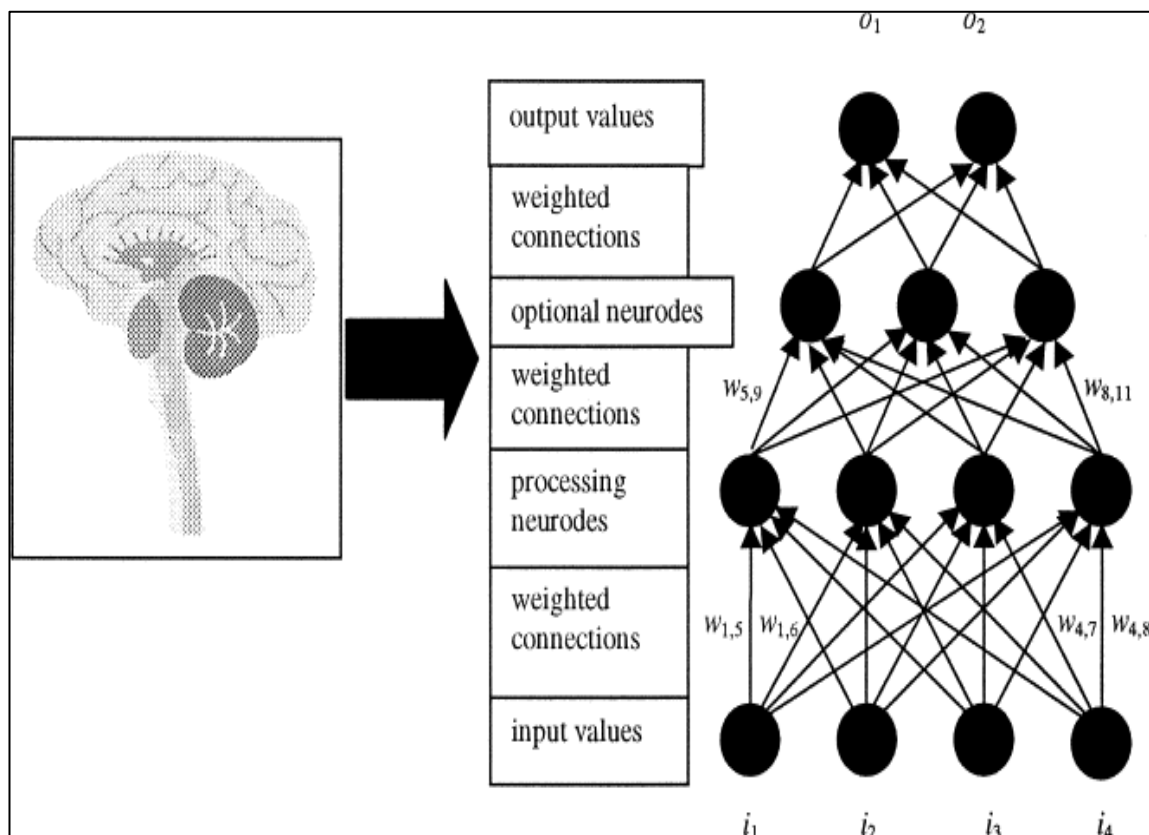 o₁ o₂
output values
weighted
connections
optional neurodes
weighted
connections
w₅,₉ w₈,₁₁
processing
neurodes
weighted
connections
w₁,₅ w₁,₆ w₄,₇ w₄,₈
input values
i₁ i₂ i₃ i₄